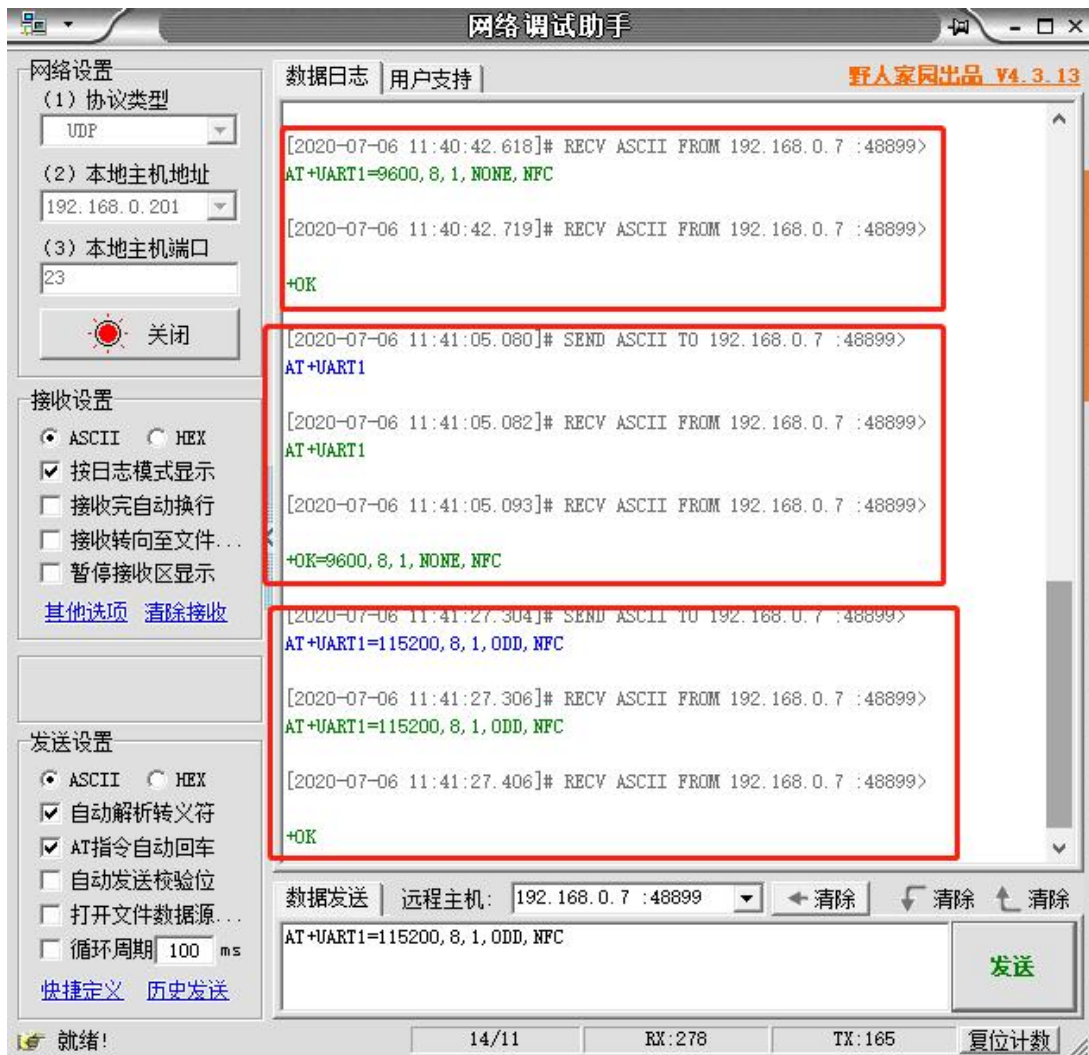 网络调试助手
网络设置
(1) 协议类型
UDP
(2) 本地主机地址
192.168.0.201
(3) 本地主机端口
23
关闭
接收设置
ASCII HEX
按日志模式显示
接收完自动换行
接收转向至文件...
暂停接收区显示
其他选项 清除接收
发送设置
ASCII HEX
自动解析转义符
AT指令自动回车
自动发送校验位
打开文件数据源...
循环周期 100 ms
快捷定义 历史发送
数据日志 用户支持 野人家园出品 V4.3.13
[2020-07-06 11:40:42.618]# RECV ASCII FROM 192.168.0.7 :48899>
AT+UART1=9600,8,1,NONE,NFC
[2020-07-06 11:40:42.719]# RECV ASCII FROM 192.168.0.7 :48899>
+OK
[2020-07-06 11:41:05.080]# SEND ASCII TO 192.168.0.7 :48899>
AT+UART1
[2020-07-06 11:41:05.082]# RECV ASCII FROM 192.168.0.7 :48899>
AT+UART1
[2020-07-06 11:41:05.093]# RECV ASCII FROM 192.168.0.7 :48899>
+OK=9600,8,1,NONE,NFC
[2020-07-06 11:41:27.304]# SEND ASCII TO 192.168.0.7 :48899>
AT+UART1=115200,8,1,ODD,NFC
[2020-07-06 11:41:27.306]# RECV ASCII FROM 192.168.0.7 :48899>
AT+UART1=115200,8,1,ODD,NFC
[2020-07-06 11:41:27.406]# RECV ASCII FROM 192.168.0.7 :48899>
+OK
数据发送 远程主机: 192.168.0.7 :48899 清除 清除 清除
AT+UART1=115200,8,1,ODD,NFC
发送
就绪! 14/11 RX:278 TX:165 复位计数